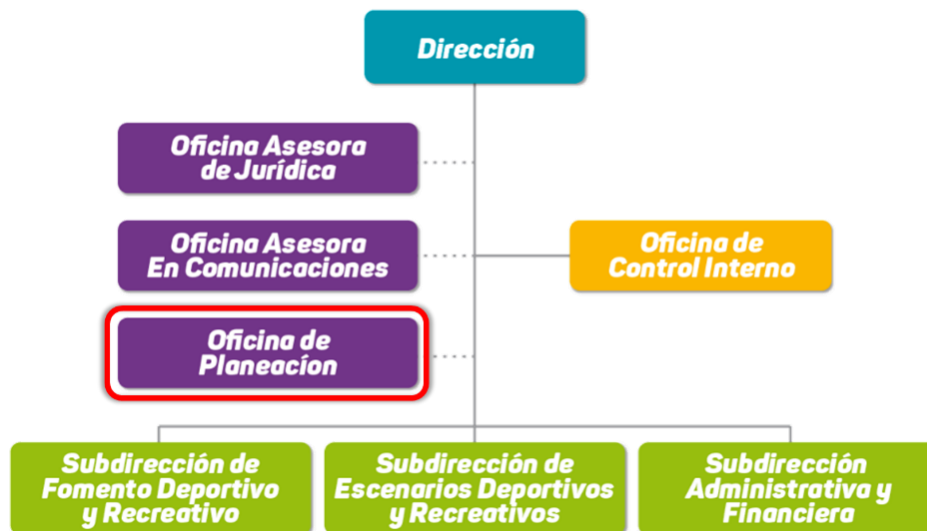 Dirección
Oficina Asesora
de Jurídica
Oficina Asesora
En Comunicaciones
Oficina de
Control Interno
Oficina de
Planeacíon
Subdirección de
Fomento Deportivo
y Recreativo
Subdirección de
Escenarios Deportivos
y Recreativos
Subdirección
Administrativa y
Financiera